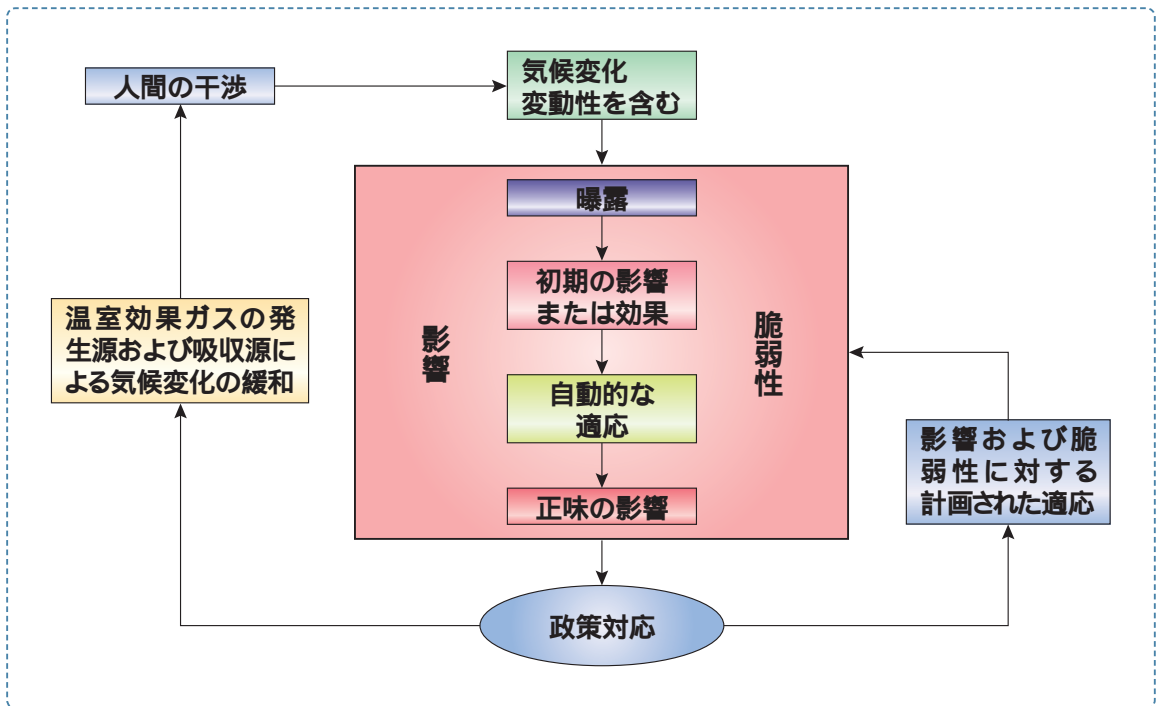 人間の干渉
気候変化
変動性を含む
曝露
初期の影響
または効果
影響
脆弱性
自動的な
適応
正味の影響
温室効果ガスの発
生源および吸収源に
よる気候変化の緩和
影響および脆
弱性に対する
計画された適応
政策対応